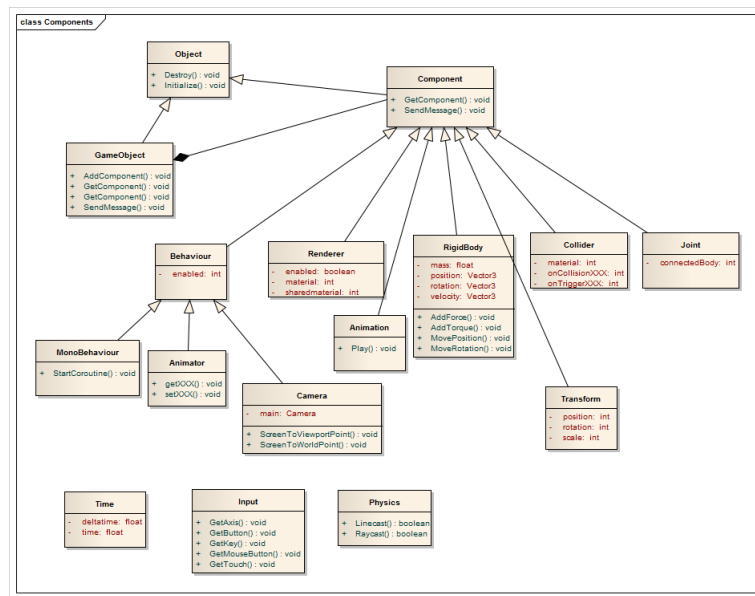 class Components
Object
+ Destroy() : void
+ Initialize() : void
Component
+ GetComponent() : void
+ SendMessage() : void
GameObject
+ AddComponent() : void
+ GetComponent() : void
+ GetComponent() : void
+ SendMessage() : void
Behaviour
- enabled: int
Renderer
- enabled: boolean
- material: int
- sharedmaterial: int
RigidBody
- mass: float
- position: Vector3
- rotation: Vector3
- velocity: Vector3
+ AddForce() : void
+ AddTorque() : void
+ MovePosition() : void
+ MoveRotation() : void
Collider
- material: int
- onCollisionXXX: int
- onTriggerXXX: int
Joint
- connectedBody: int
Animation
+ Play() : void
MonoBehaviour
+ StartCoroutine() : void
Animator
+ getXXX() : void
+ setXXX() : void
Camera
- main: Camera
+ ScreenToViewportPoint() : void
+ ScreenToWorldPoint() : void
Transform
- position: int
- rotation: int
- scale: int
Time
- deltatime: float
- time: float
Input
+ GetAxis() : void
+ GetButton() : void
+ GetKey() : void
+ GetMouseButton() : void
+ GetTouch() : void
Physics
+ Linecast() : boolean
+ Raycast() : boolean